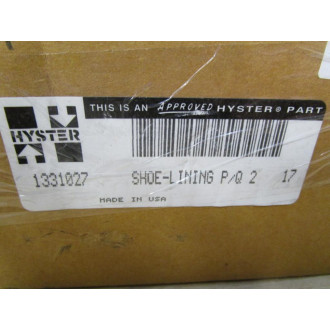 THIS IS AN APPROVED HYSTER® PART
HYSTER
1331027 SHOE-LINING P/Q 2 17
MADE IN USA